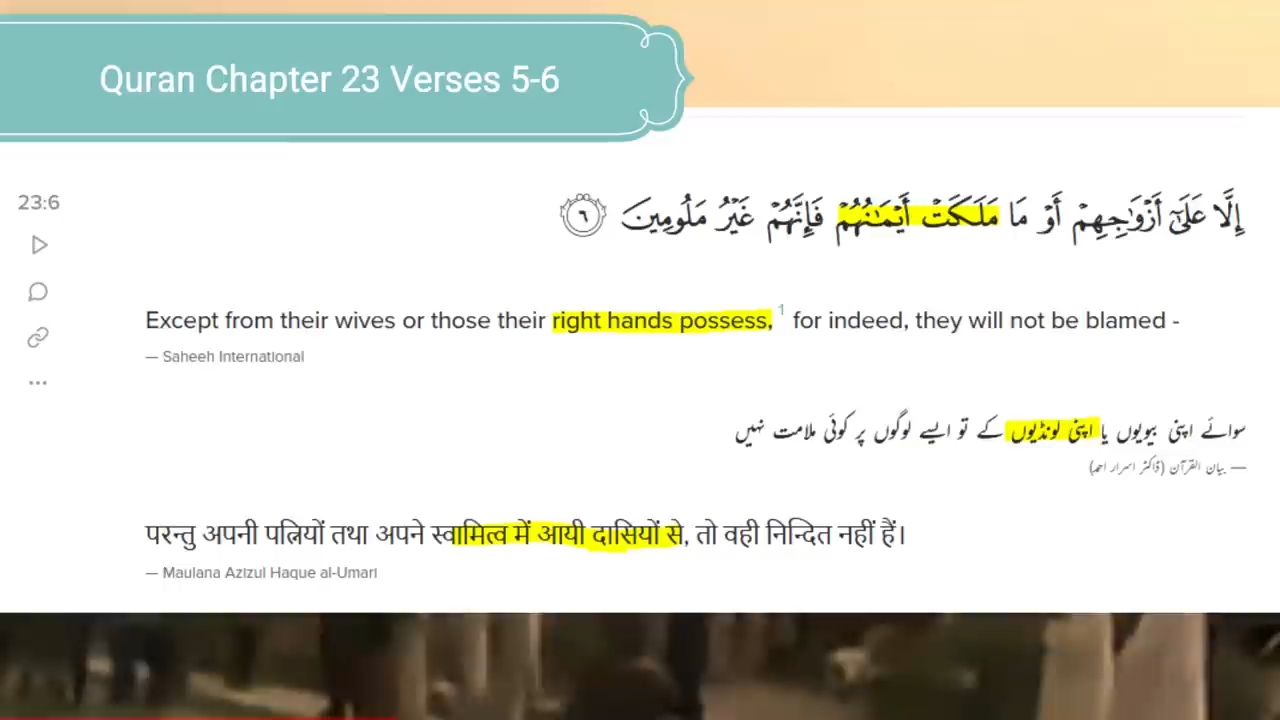 Quran Chapter 23 Verses 5-6
23:6
إِلَّا عَلَىٰٓ أَزْوَٰجِهِمْ أَوْ مَا مَلَكَتْ أَيْمَـٰنُهُمْ فَإِنَّهُمْ غَيْرُ مَلُومِينَ ٦
Except from their wives or those their right hands possess,1 for indeed, they will not be blamed -
— Saheeh International
سوائے اپنی بیویوں یا اپنی لونڈیوں کے تو ایسے لوگوں پر کوئی ملامت نہیں
— بیان القرآن (ڈاکٹر اسرار احمد)
परन्तु अपनी पत्नियों तथा अपने स्वामित्व में आयी दासियों से, तो वही निन्दित नहीं हैं।
— Maulana Azizul Haque al-Umari